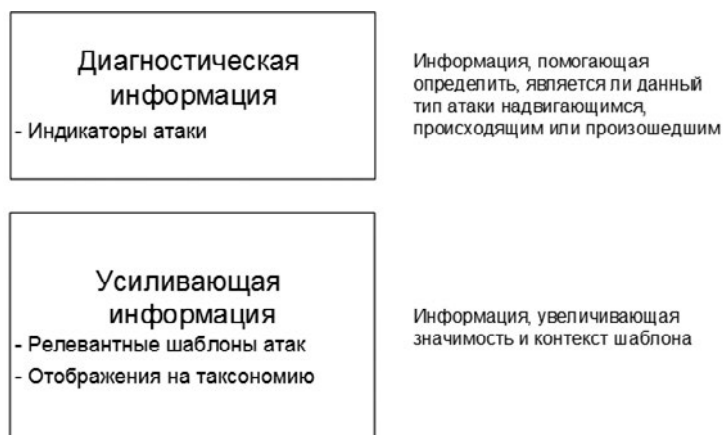 Диагностическая
информация
- Индикаторы атаки
Информация, помогающая
определить, является ли данный
тип атаки надвигающимся,
происходящим или произошедшим
Усиливающая
информация
- Релевантные шаблоны атак
- Отображения на таксономию
Информация, увеличивающая
значимость и контекст шаблона